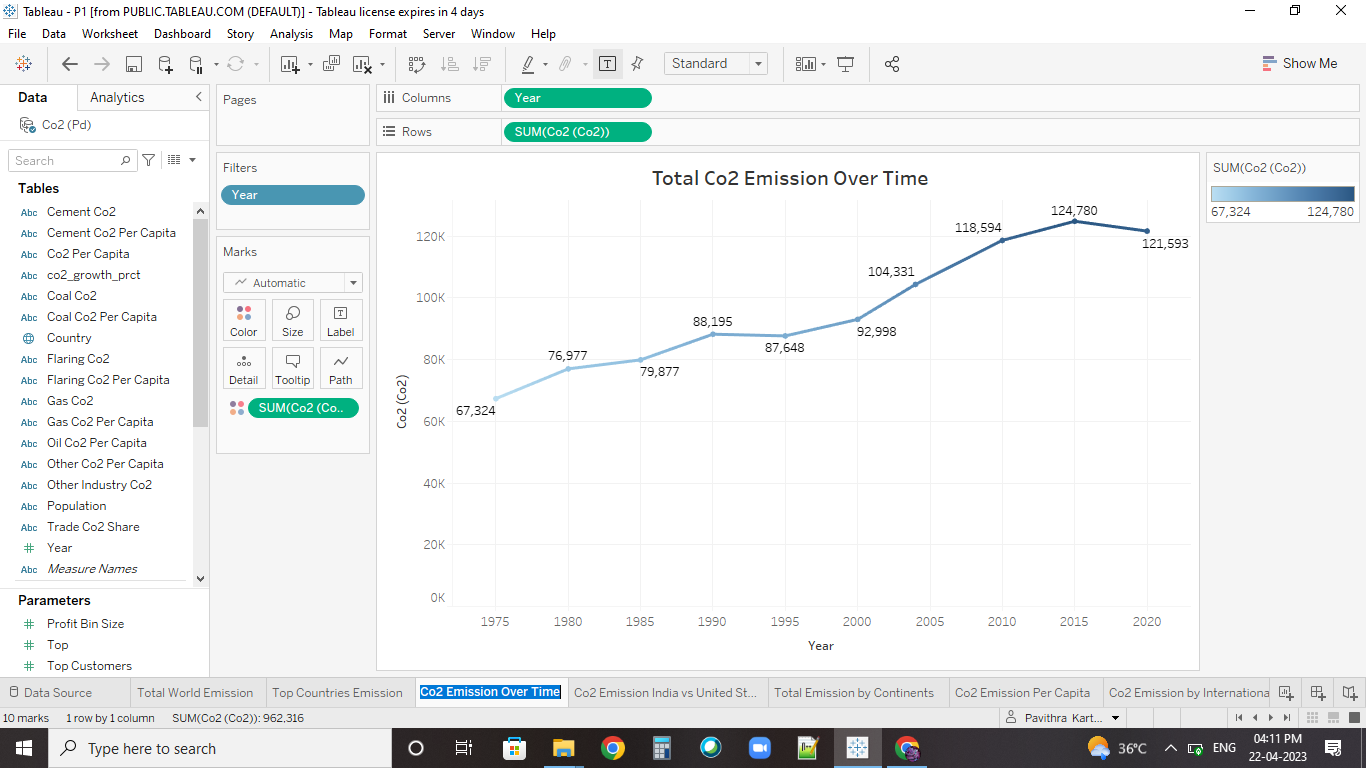 Tableau - P1 [from PUBLIC.TABLEAU.COM (DEFAULT)] - Tableau license expires in 4 days
File Data Worksheet Dashboard Story Analysis Map Format Server Window Help
Standard
Show Me
Data Analytics
Co2 (Pd)
Search
Tables
Abc Cement Co2
Abc Cement Co2 Per Capita
Abc Co2 Per Capita
Abc co2_growth_prct
Abc Coal Co2
Abc Coal Co2 Per Capita
Country
Abc Flaring Co2
Abc Flaring Co2 Per Capita
Abc Gas Co2
Abc Gas Co2 Per Capita
Abc Oil Co2 Per Capita
Abc Other Co2 Per Capita
Abc Other Industry Co2
Abc Population
Abc Trade Co2 Share
# Year
Abc Measure Names
Parameters
# Profit Bin Size
# Top
# Top Customers
Pages
Filters
Year
Marks
Automatic
Color Size Label
Detail Tooltip Path
SUM(Co2 (Co..
Columns Year
Rows SUM(Co2 (Co2))
Total Co2 Emission Over Time
120K
100K
80K
60K
40K
20K
0K
Co2 (Co2)
67,324
76,977
79,877
88,195
87,648
92,998
104,331
118,594
124,780
121,593
1975 1980 1985 1990 1995 2000 2005 2010 2015 2020
Year
SUM(Co2 (Co2))
67,324 124,780
Data Source Total World Emission Top Countries Emission Co2 Emission Over Time Co2 Emission India vs United St... Total Emission by Continents Co2 Emission Per Capita Co2 Emission by Internationa
10 marks 1 row by 1 column SUM(Co2 (Co2)): 962,316
Pavithra Kart...
Type here to search
36°C
ENG
04:11 PM
22-04-2023